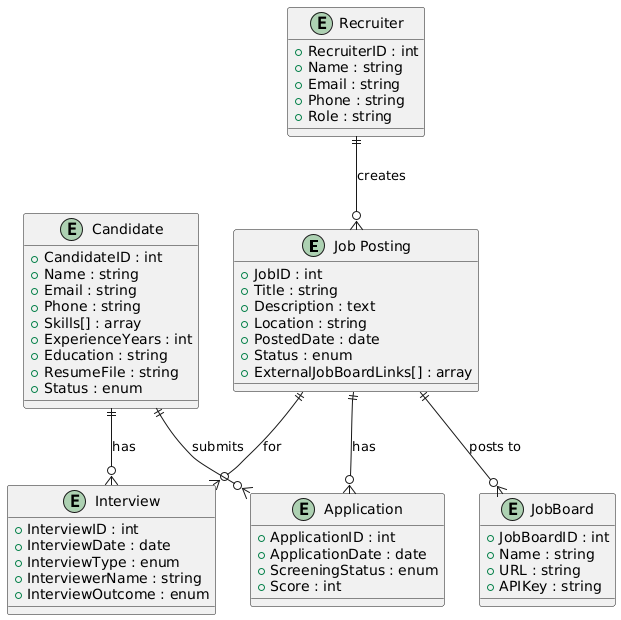 E Recruiter
RecruiterID : int
Name : string
Email : string
Phone : string
Role : string
creates
E Candidate
CandidateID : int
Name : string
Email : string
Phone : string
Skills[] : array
ExperienceYears : int
Education : string
ResumeFile : string
Status : enum
E Job Posting
JobID : int
Title : string
Description : text
Location : string
PostedDate : date
Status : enum
ExternalJobBoardLinks[] : array
has
submits
for
has
posts to
E Interview
InterviewID : int
InterviewDate : date
InterviewType : enum
InterviewerName : string
InterviewOutcome : enum
E Application
ApplicationID : int
ApplicationDate : date
ScreeningStatus : enum
Score : int
E JobBoard
JobBoardID : int
Name : string
URL : string
APIKey : string